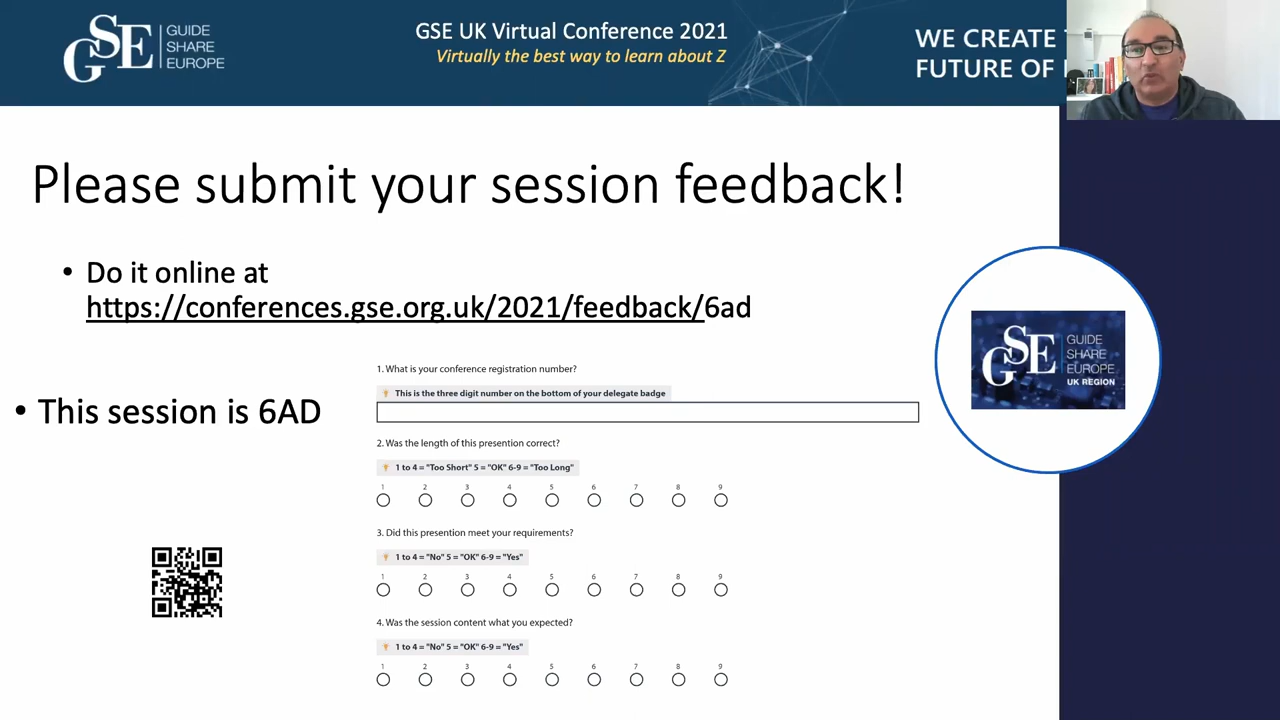 GSE
GUIDE
SHARE
EUROPE
GSE UK Virtual Conference 2021
Virtually the best way to learn about Z
WE CREATE
FUTURE OF
Please submit your session feedback!
• Do it online at
https://conferences.gse.org.uk/2021/feedback/6ad
• This session is 6AD
1. What is your conference registration number?
This is the three digit number on the bottom of your delegate badge
2. Was the length of this presention correct?
1 to 4 = "Too Short" 5 = "OK" 6-9 = "Too Long"
1 2 3 4 5 6 7 8 9
3. Did this presention meet your requirements?
1 to 4 = "No" 5 = "OK" 6-9 = "Yes"
1 2 3 4 5 6 7 8 9
4. Was the session content what you expected?
1 to 4 = "No" 5 = "OK" 6-9 = "Yes"
1 2 3 4 5 6 7 8 9
GSE
GUIDE
SHARE
EUROPE
UK REGION